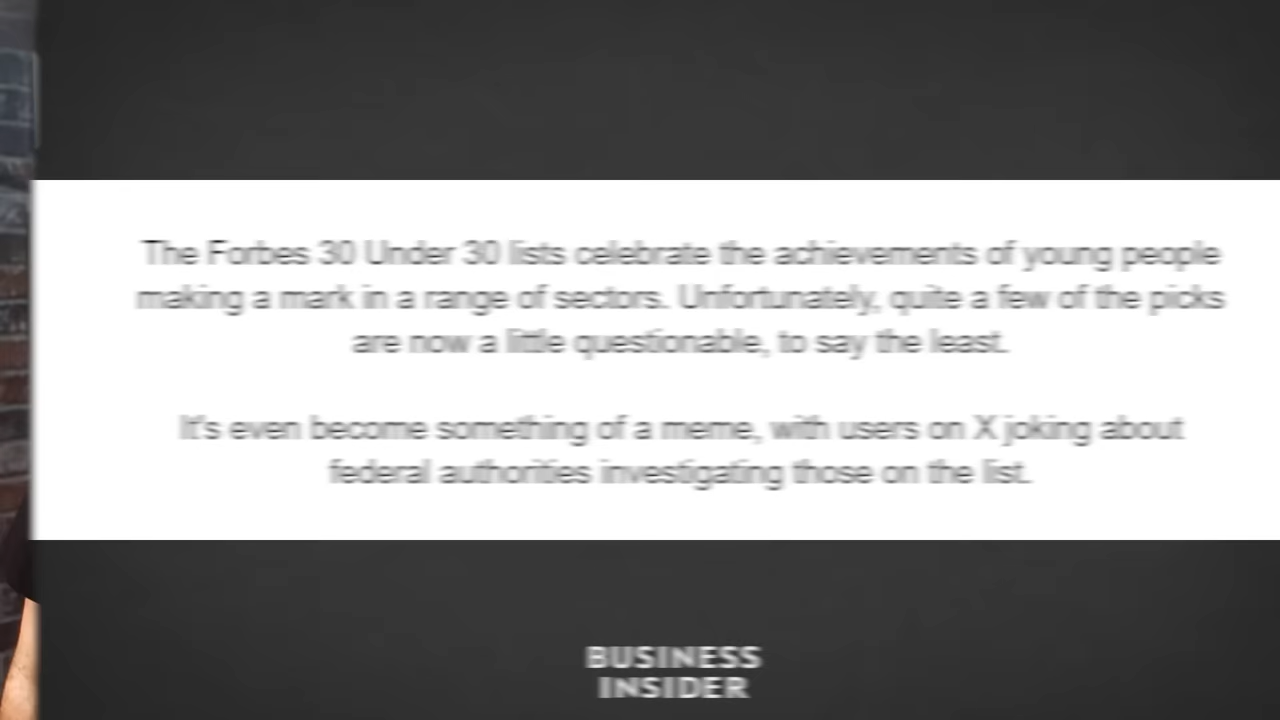 The Forbes 30 Under 30 lists celebrate the achievements of young people
making a mark in a range of sectors. Unfortunately, quite a few of the picks
are now a little questionable, to say the least.
It's even become something of a meme, with users on X joking about
federal authorities investigating those on the list.
BUSINESS
INSIDER